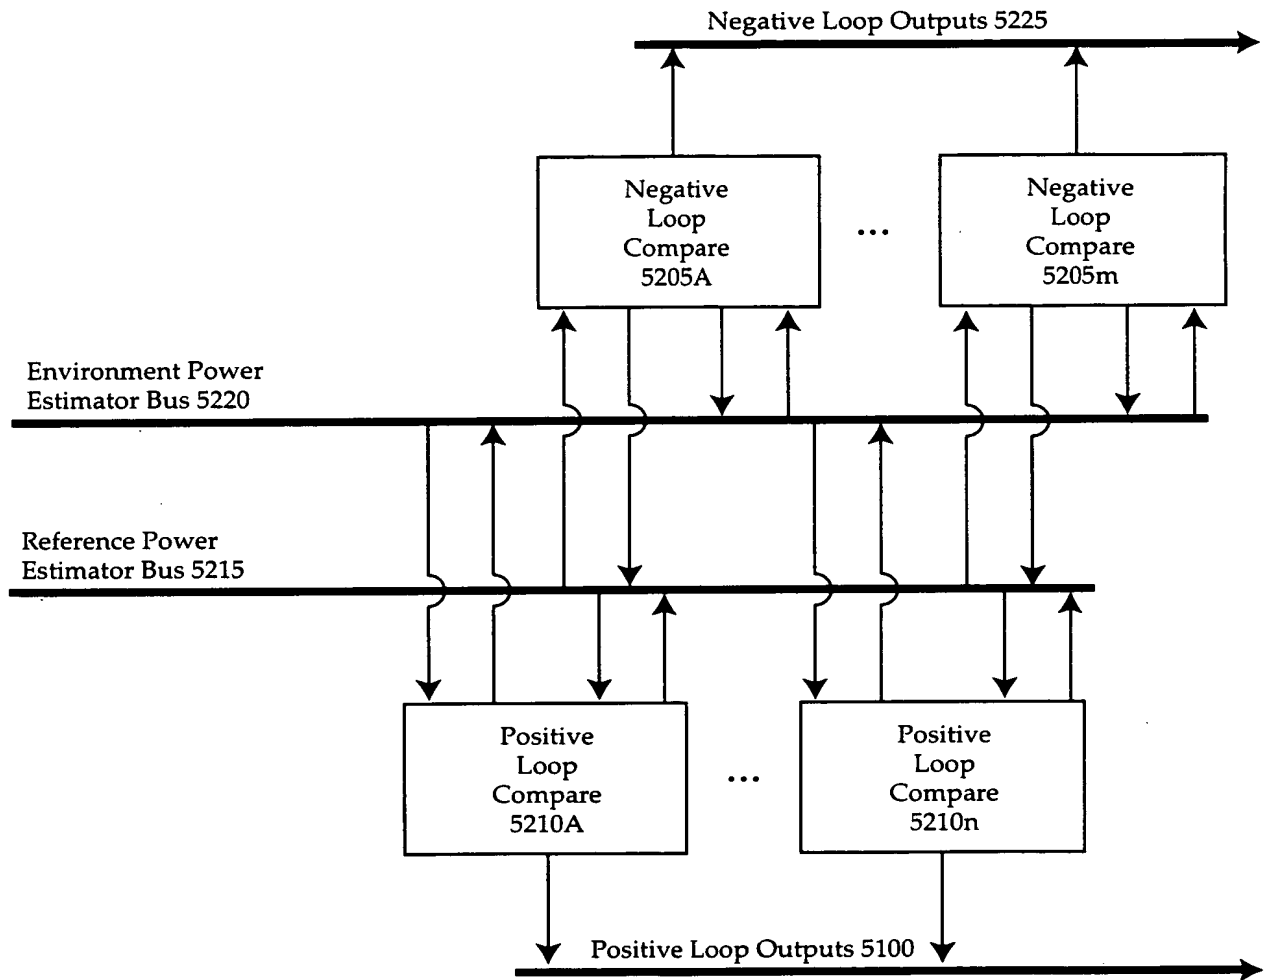 Negative Loop Outputs 5225
Negative
Loop
Compare
5205A
...
Negative
Loop
Compare
5205m
Environment Power
Estimator Bus 5220
Reference Power
Estimator Bus 5215
Positive
Loop
Compare
5210A
...
Positive
Loop
Compare
5210n
Positive Loop Outputs 5100